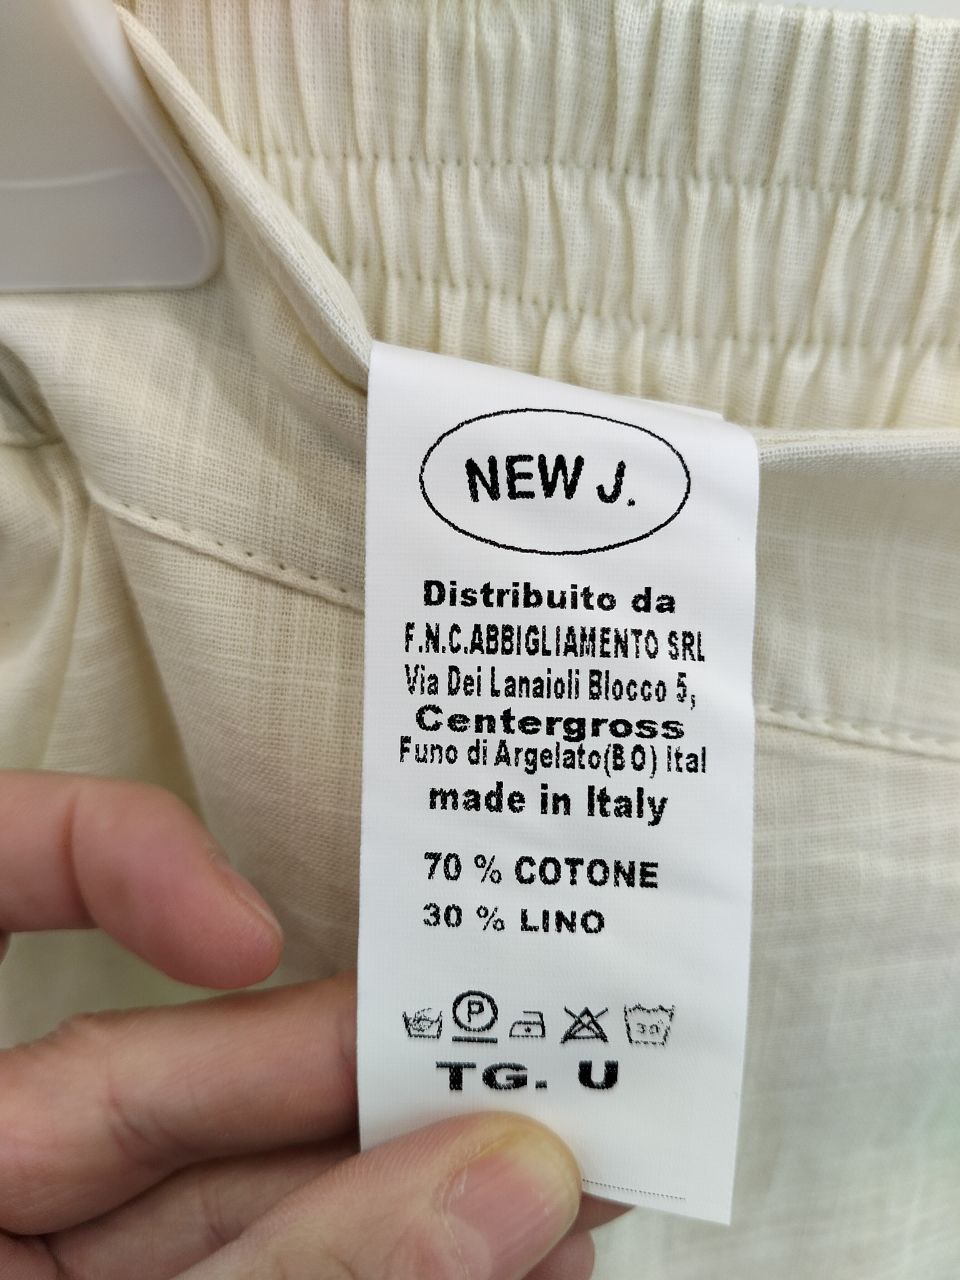 NEW J.
Distribuito da
F.N.C.ABBIGLIAMENTO SRL
Via Dei Lanaioli Blocco 5,
Centergross
Funo di Argelato(BO) Ital
made in Italy
70 % COTONE
30 % LINO
P
30
TG. U